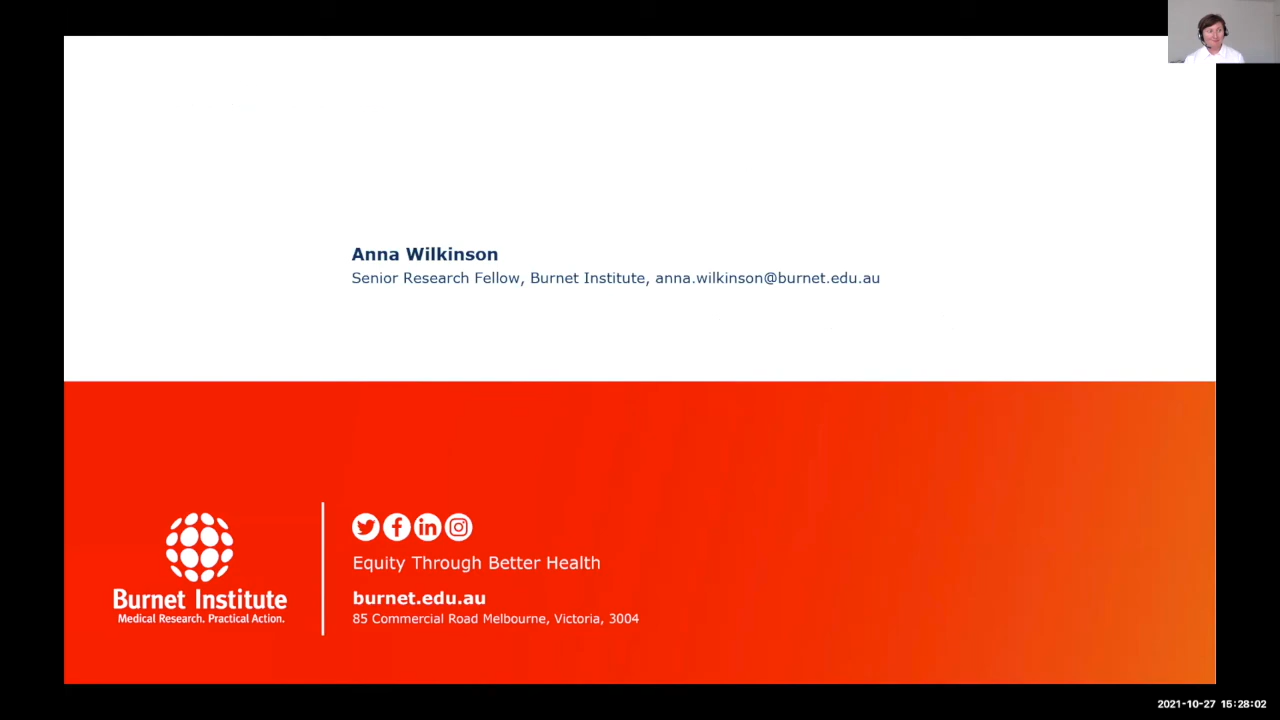 Anna Wilkinson
Senior Research Fellow, Burnet Institute, anna.wilkinson@burnet.edu.au
Equity Through Better Health
burnet.edu.au
85 Commercial Road Melbourne, Victoria, 3004
Burnet Institute
Medical Research. Practical Action.
2021-10-27 15:28:02